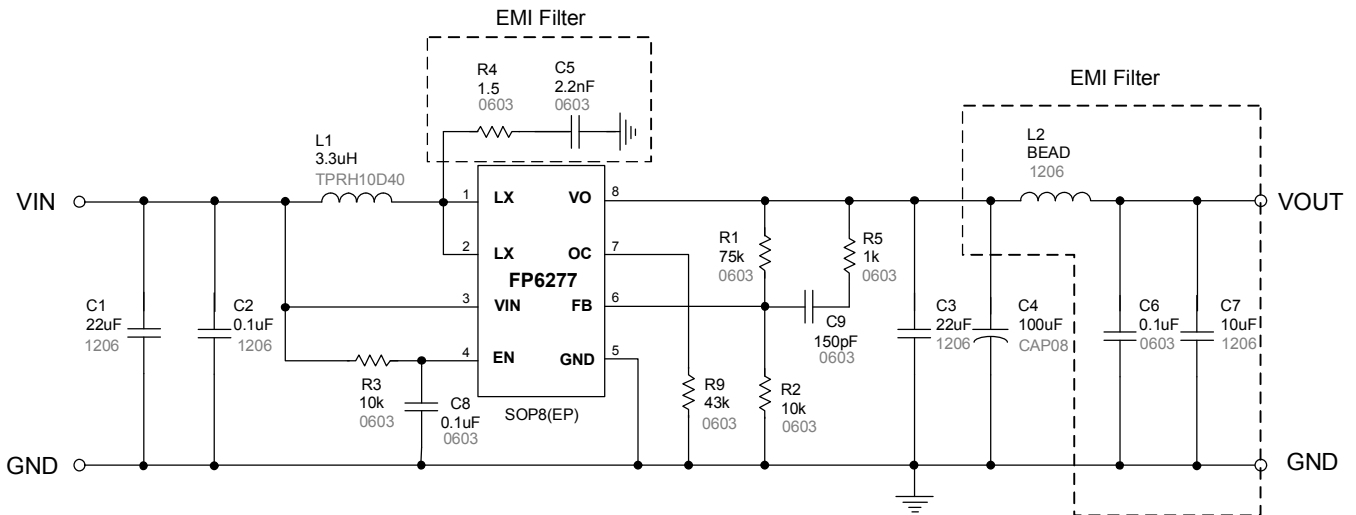 EMI Filter
R4
1.5
0603
C5
2.2nF
0603
EMI Filter
L1
3.3uH
TPRH10D40
L2
BEAD
1206
VIN
1
LX
VO
8
VOUT
2
LX
OC
7
FP6277
R1
75k
0603
R5
1k
0603
3
VIN
FB
6
C1
22uF
1206
C2
0.1uF
1206
C9
150pF
0603
C3
22uF
1206
C4
100uF
CAP08
C6
0.1uF
0603
C7
10uF
1206
4
EN
GND
5
R3
10k
0603
C8
0.1uF
0603
SOP8(EP)
R9
43k
0603
R2
10k
0603
GND
GND